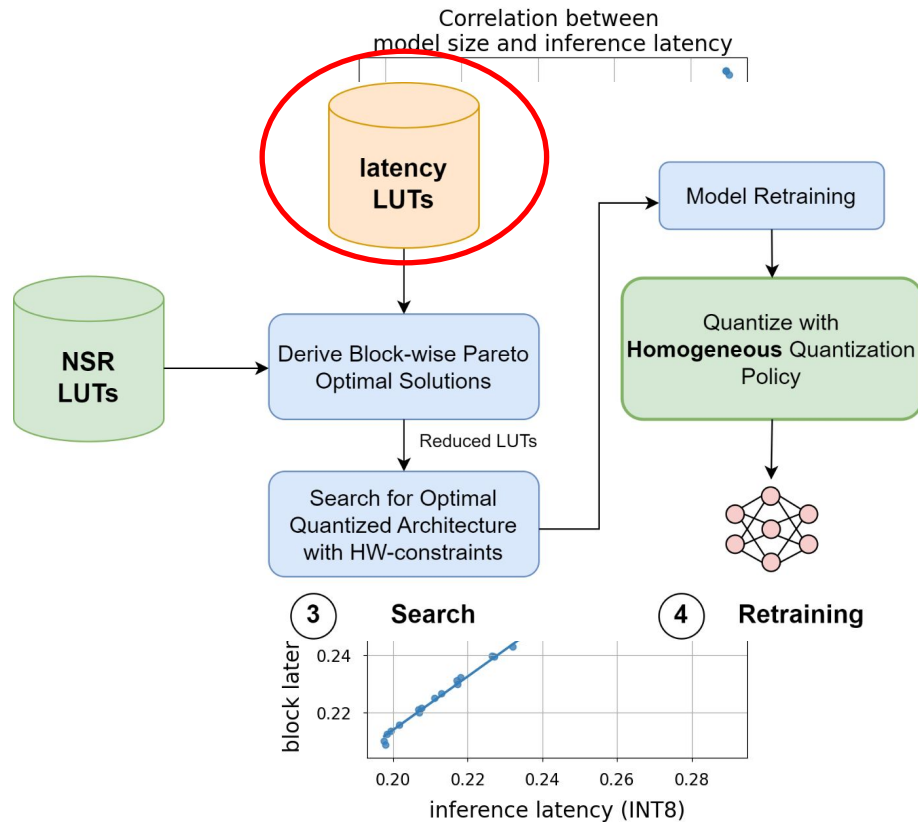 Correlation between
model size and inference latency
latency
LUTs
Model Retraining
NSR
LUTs
Derive Block-wise Pareto
Optimal Solutions
Quantize with
Homogeneous Quantization
Policy
Reduced LUTs
Search for Optimal
Quantized Architecture
with HW-constraints
3 Search
4 Retraining
0.24
0.22
block
0.20 0.22 0.24 0.26 0.28
inference latency (INT8)